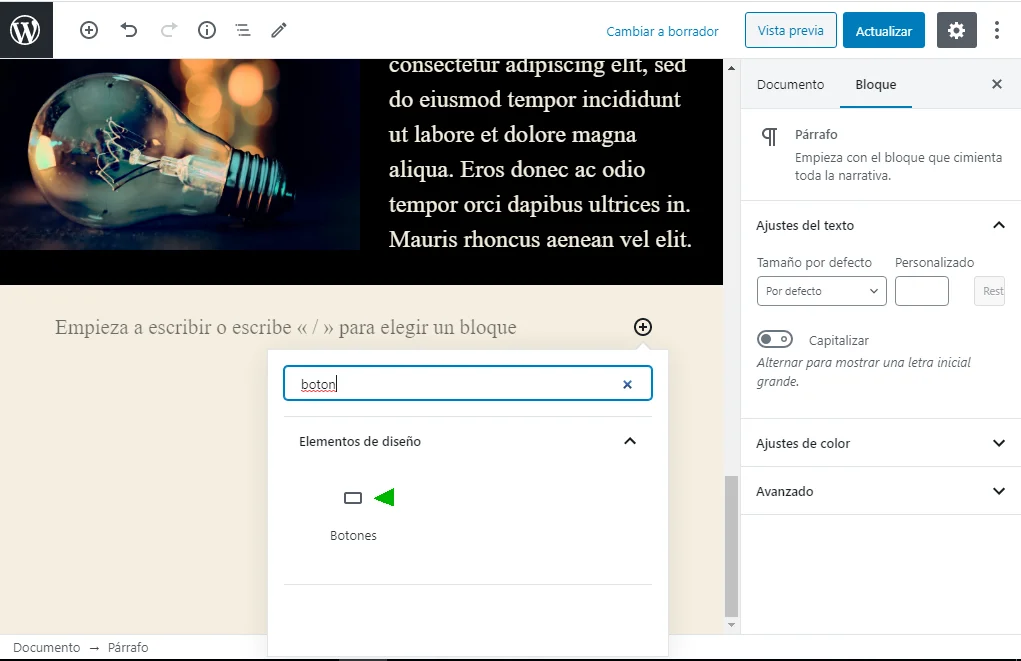 Cambiar a borrador
Vista previa
Actualizar
consectetur adipiscing elit, sed
do eiusmod tempor incididunt
ut labore et dolore magna
aliqua. Eros donec ac odio
tempor orci dapibus ultrices in.
Mauris rhoncus aenean vel elit.
Empieza a escribir o escribe « / » para elegir un bloque
boton
Elementos de diseño
Botones
Documento
Bloque
Párrafo
Empieza con el bloque que cimienta
toda la narrativa.
Ajustes del texto
Tamaño por defecto
Personalizado
Por defecto
Rest
Capitalizar
Alternar para mostrar una letra inicial
grande.
Ajustes de color
Avanzado
Documento → Párrafo